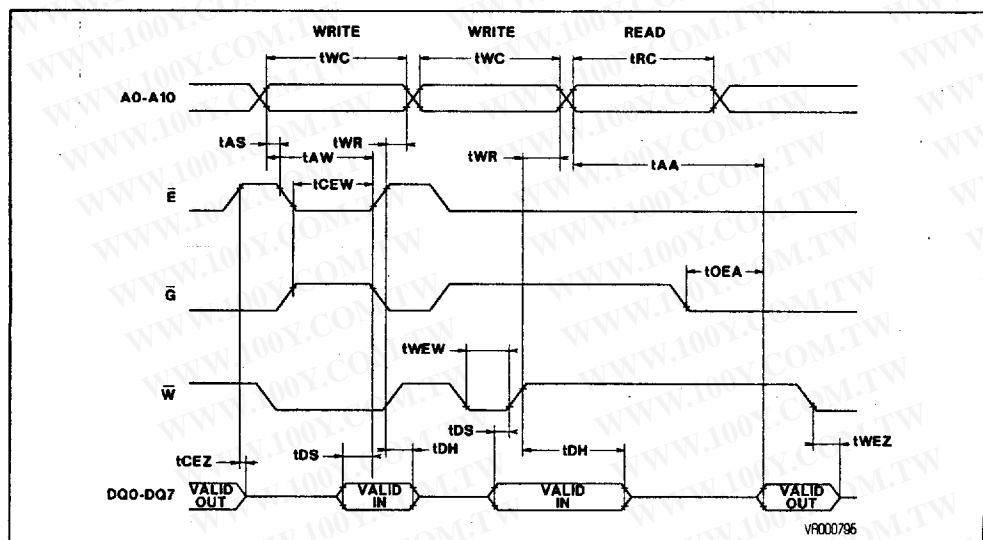 WRITE WRITE READ
tWC tWC tRC
A0-A10
tAS tWR
tAW tWR tAA
tCEW
E
tOEA
G
tWEW
W
tDS
tDS tDH tDH tWEZ
tCEZ
DQ0-DQ7 VALID OUT VALID IN VALID IN VALID OUT
VR000796
WWW.100Y.COM.TW